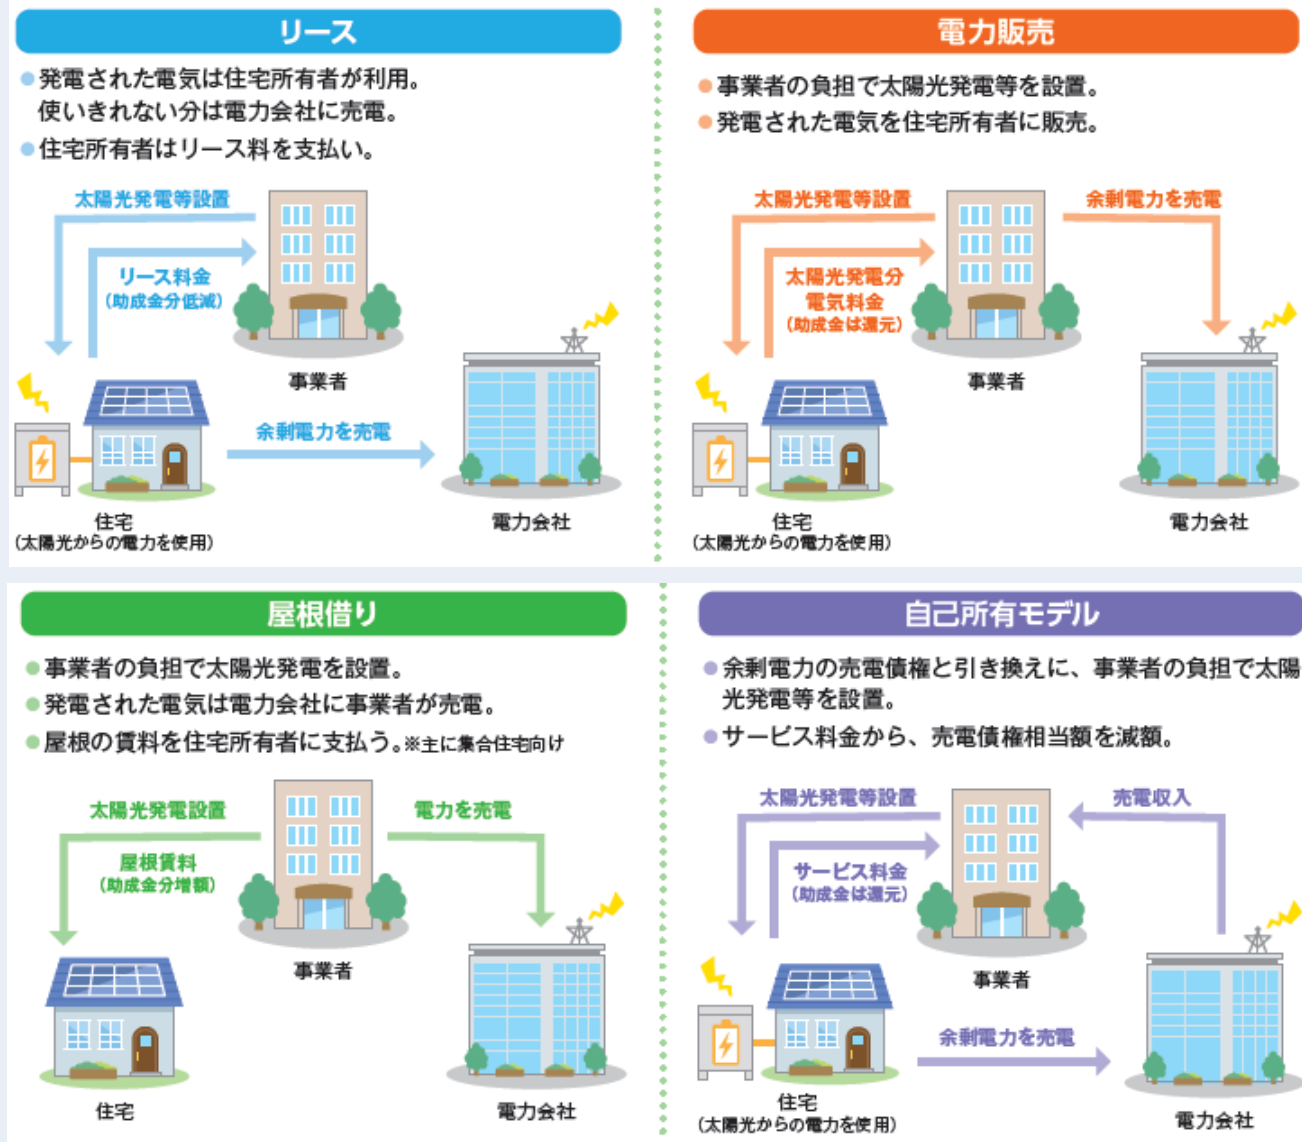 リース
●発電された電気は住宅所有者が利用。
使いきれない分は電力会社に売電。
●住宅所有者はリース料を支払い。
太陽光発電等設置
リース料金
（助成金分低減）
事業者
余剰電力を売電
住宅
（太陽光からの電力を使用）
電力会社
電力販売
●事業者の負担で太陽光発電等を設置。
●発電された電気を住宅所有者に販売。
太陽光発電等設置
余剰電力を売電
太陽光発電分
電気料金
（助成金は還元）
事業者
住宅
（太陽光からの電力を使用）
電力会社
屋根借り
●事業者の負担で太陽光発電を設置。
●発電された電気は電力会社に事業者が売電。
●屋根の賃料を住宅所有者に支払う。※主に集合住宅向け
太陽光発電設置
電力を売電
屋根賃料
（助成金分増額）
事業者
住宅
電力会社
自己所有モデル
●余剰電力の売電債権と引き換えに、事業者の負担で太陽
光発電等を設置。
●サービス料金から、売電債権相当額を減額。
太陽光発電等設置
売電収入
サービス料金
（助成金は還元）
事業者
余剰電力を売電
住宅
（太陽光からの電力を使用）
電力会社